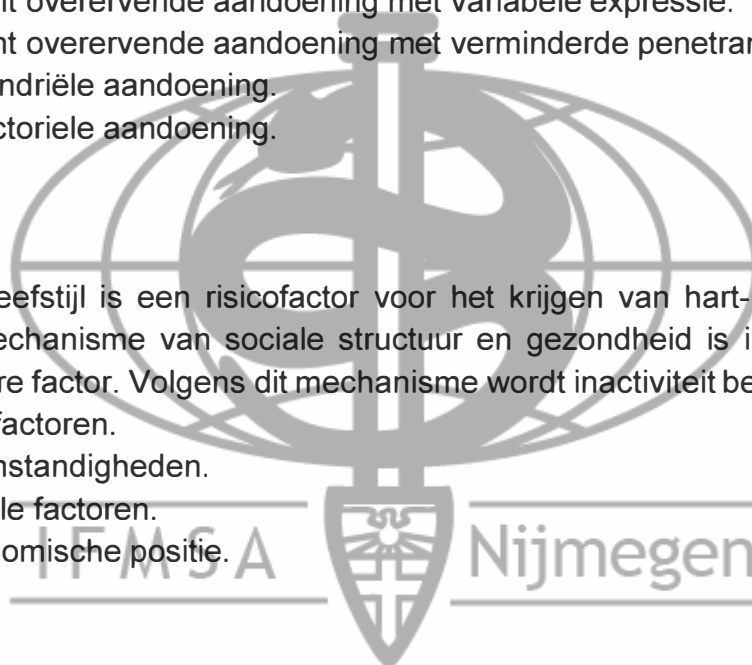 nt overervende aandoening met variabele expressie.
nt overervende aandoening met verminderde penetran
ndriële aandoening.
ctoriele aandoening.
eefstijl is een risicofactor voor het krijgen van hart-
echanisme van sociale structuur en gezondheid is i
re factor. Volgens dit mechanisme wordt inactiviteit be
factoren.
nstandigheden.
le factoren.
omische positie.
IFMSA Nijmegen